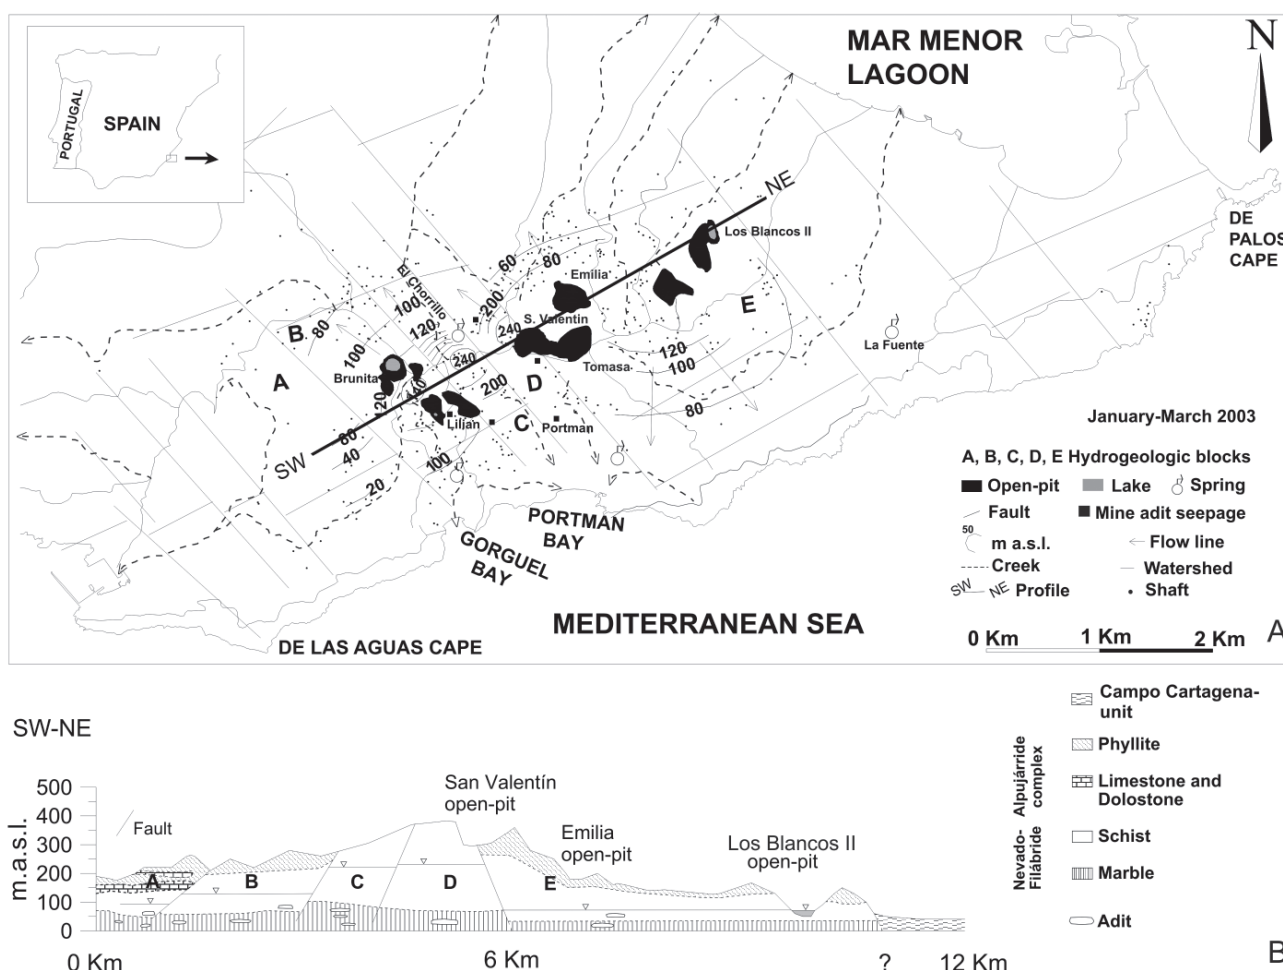 MAR MENOR
LAGOON
N
PORTUGAL
SPAIN
NE
DE
PALOS
CAPE
Los Blancos II
60
80
Emilia
El Chorrillo
100
200
E
B
80
120
S. Valentin
240
La Fuente
100
240
120
A
Brunita
Tomasa
100
200
D
80
Lilian
C
Portman
80
SW
40
100
20
January-March 2003
A, B, C, D, E Hydrogeologic blocks
Open-pit
Lake
Spring
Fault
Mine adit seepage
50
m a.s.l.
Flow line
Creek
Watershed
SW
NE
Profile
Shaft
PORTMAN
BAY
GORGUEL
BAY
MEDITERRANEAN SEA
DE LAS AGUAS CAPE
0 Km
1 Km
2 Km
A
SW-NE
m.a.s.l.
500
400
300
200
100
0
Fault
San Valentín
open-pit
Emilia
open-pit
Los Blancos II
open-pit
A
B
C
D
E
0 Km
6 Km
?
12 Km
Campo Cartagena-
unit
Alpujárride
complex
Phyllite
Limestone and
Dolostone
Nevado-
Filábride
Schist
Marble
Adit
B